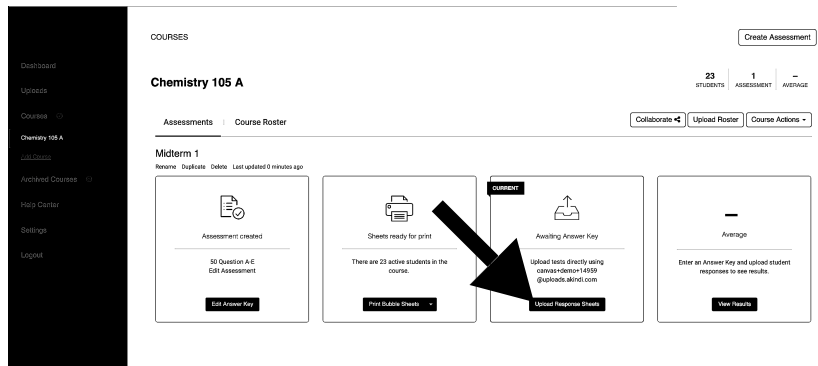 COURSES
Create Assessment
Dashboard
Uploads
Courses
Chemistry 105 A
Add Course
Archived Courses
Help Center
Settings
Logout
Chemistry 105 A
23
STUDENTS
1
ASSESSMENT
–
AVERAGE
Assessments
Course Roster
Collaborate
Upload Roster
Course Actions
Midterm 1
Rename Duplicate Delete Last updated 0 minutes ago
Assessment created
50 Question A-E
Edit Assessment
Edit Answer Key
Sheets ready for print
There are 23 active students in the
course.
Print Bubble Sheets
CURRENT
Awaiting Answer Key
Upload tests directly using
canvas+demo+14959
@uploads.akindi.com
Upload Response Sheets
–
Average
Enter an Answer Key and upload student
responses to see results.
View Results